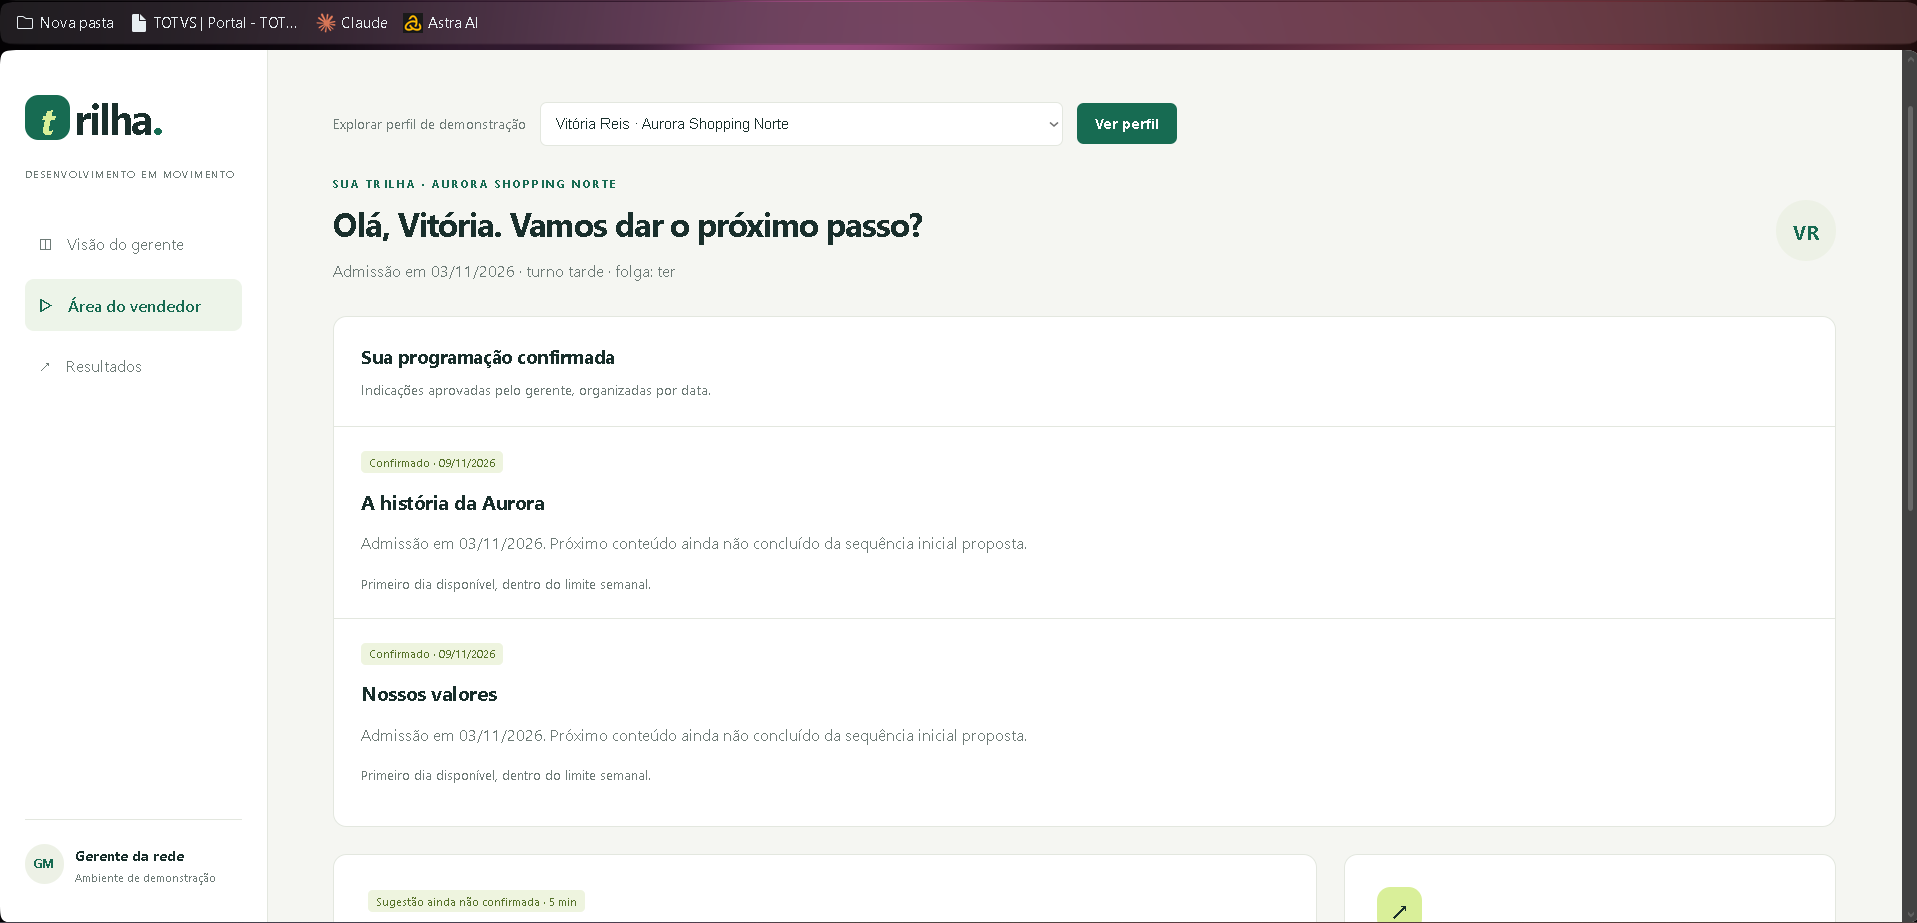 Nova pasta
TOTVS | Portal - TOT...
Claude
Astra AI
trilha.
DESENVOLVIMENTO EM MOVIMENTO
Visão do gerente
Área do vendedor
Resultados
GM
Gerente da rede
Ambiente de demonstração
Explorar perfil de demonstração
Vitória Reis · Aurora Shopping Norte
Ver perfil
SUA TRILHA · AURORA SHOPPING NORTE
Olá, Vitória. Vamos dar o próximo passo?
Admissão em 03/11/2026 · turno tarde · folga: ter
VR
Sua programação confirmada
Indicações aprovadas pelo gerente, organizadas por data.
Confirmado · 09/11/2026
A história da Aurora
Admissão em 03/11/2026. Próximo conteúdo ainda não concluído da sequência inicial proposta.
Primeiro dia disponível, dentro do limite semanal.
Confirmado · 09/11/2026
Nossos valores
Admissão em 03/11/2026. Próximo conteúdo ainda não concluído da sequência inicial proposta.
Primeiro dia disponível, dentro do limite semanal.
Sugestão ainda não confirmada · 5 min